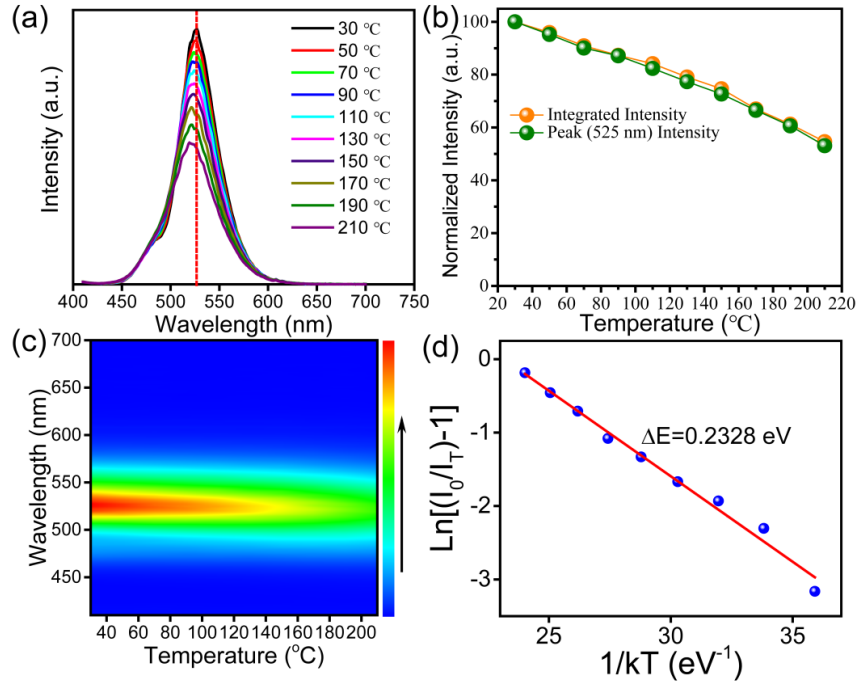 (a)
Intensity (a.u.)
30 ℃
50 ℃
70 ℃
90 ℃
110 ℃
130 ℃
150 ℃
170 ℃
190 ℃
210 ℃
400 450 500 550 600 650 700 750
Wavelength (nm)
(b)
Normalized Intensity (a.u.)
100
80
60
40
20
0
Integrated Intensity
Peak (525 nm) Intensity
20 40 60 80 100 120 140 160 180 200 220
Temperature (℃)
(c)
Wavelength (nm)
700
650
600
550
500
450
40 60 80 100 120 140 160 180 200
Temperature (°C)
(d)
Ln[(I0/IT)-1]
0
-1
-2
-3
ΔE=0.2328 eV
25 30 35
1/kT (eV⁻¹)